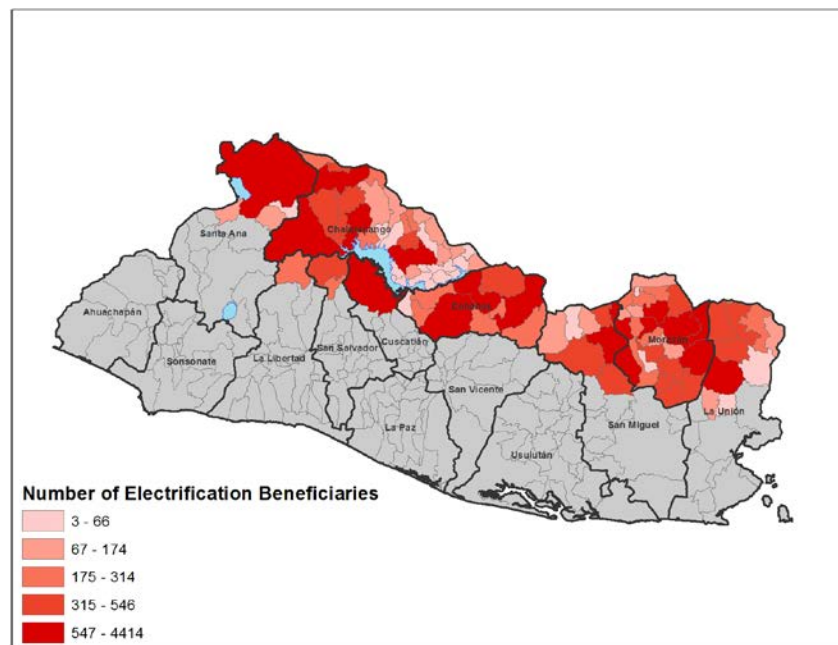 Santa Ana
Chalatenango
Cabañas
Morazán
Ahuachapán
Sonsonate
La Libertad
San Salvador
Cuscatlán
San Vicente
La Paz
Usulután
San Miguel
La Unión
Number of Electrification Beneficiaries
3 - 66
67 - 174
175 - 314
315 - 546
547 - 4414